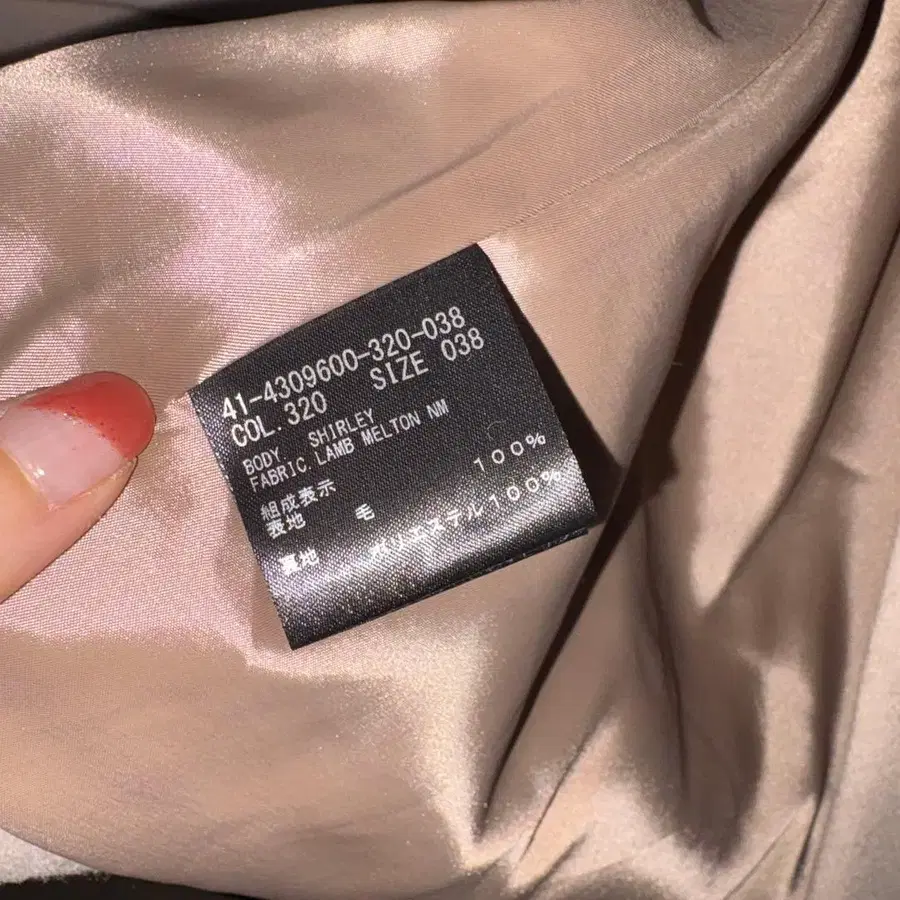 41-4309600-320-038
COL.320 SIZE 038
BODY. SHIRLEY
FABRIC. LAMB MELTON NM
組成表示
表地 毛 100%
裏地 ポリエステル100%